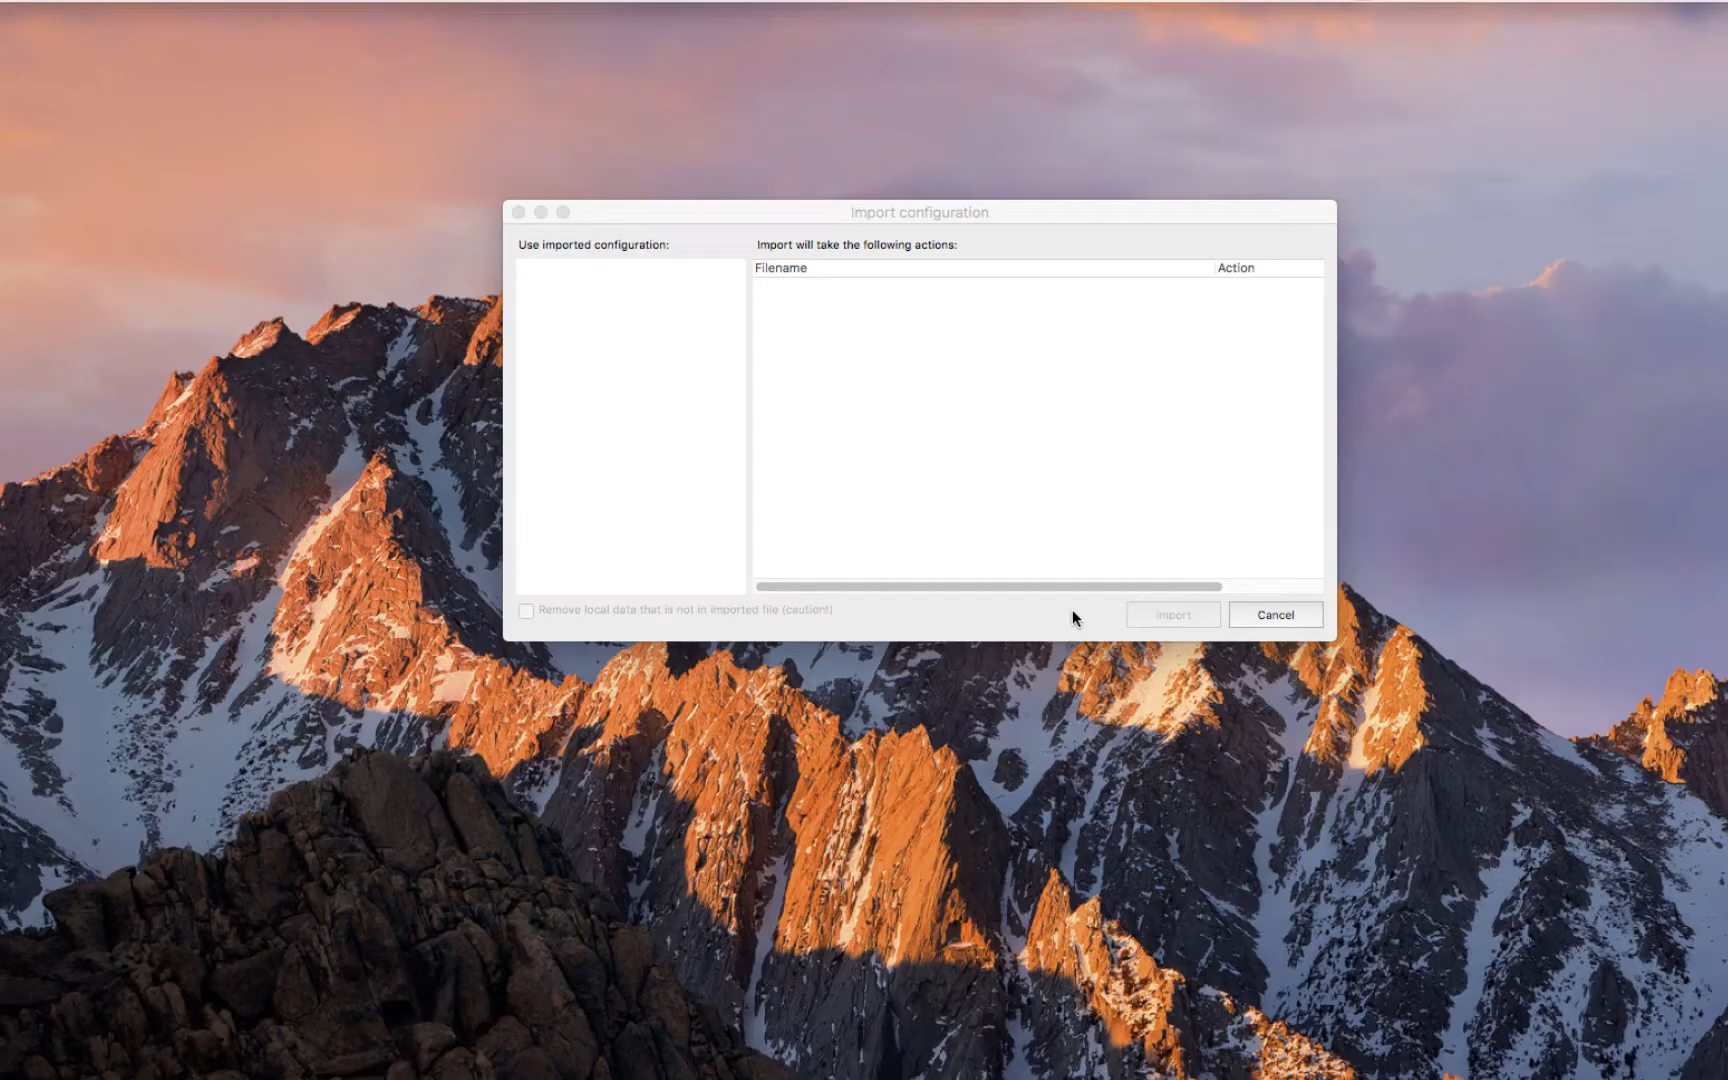 Import configuration
Use imported configuration:
Import will take the following actions:
Filename
Action
Remove local data that is not in imported file (caution!)
Import
Cancel